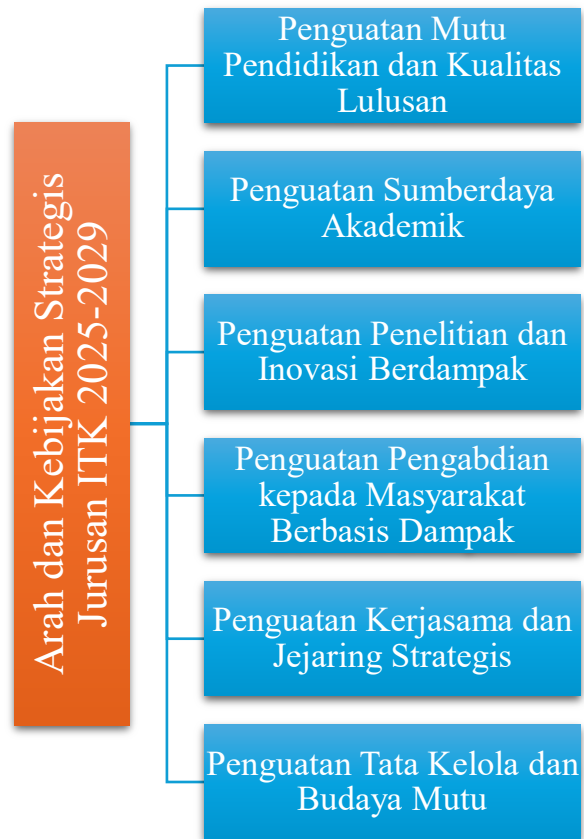 Arah dan Kebijakan Strategis
Jurusan ITK 2025-2029
Penguatan Mutu
Pendidikan dan Kualitas
Lulusan
Penguatan Sumberdaya
Akademik
Penguatan Penelitian dan
Inovasi Berdampak
Penguatan Pengabdian
kepada Masyarakat
Berbasis Dampak
Penguatan Kerjasama dan
Jejaring Strategis
Penguatan Tata Kelola dan
Budaya Mutu